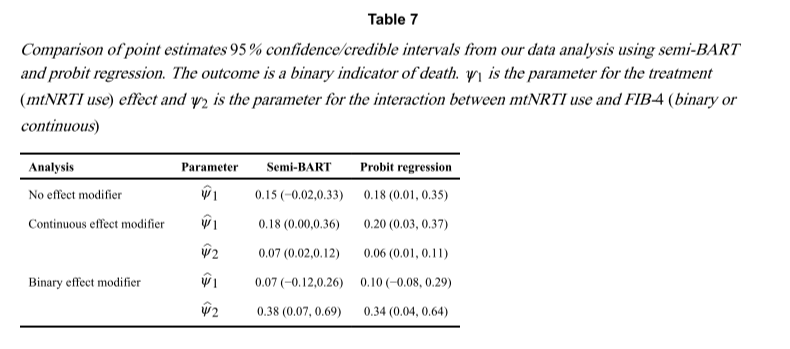 Table 7
Comparison of point estimates 95 % confidence/credible intervals from our data analysis using semi-BART
and probit regression. The outcome is a binary indicator of death. ψ1 is the parameter for the treatment
(mtNRTI use) effect and ψ2 is the parameter for the interaction between mtNRTI use and FIB-4 (binary or
continuous)
Analysis Parameter Semi-BART Probit regression
No effect modifier ψ̂1 0.15 (−0.02,0.33) 0.18 (0.01, 0.35)
Continuous effect modifier ψ̂1 0.18 (0.00,0.36) 0.20 (0.03, 0.37)
ψ̂2 0.07 (0.02,0.12) 0.06 (0.01, 0.11)
Binary effect modifier ψ̂1 0.07 (−0.12,0.26) 0.10 (−0.08, 0.29)
ψ̂2 0.38 (0.07, 0.69) 0.34 (0.04, 0.64)